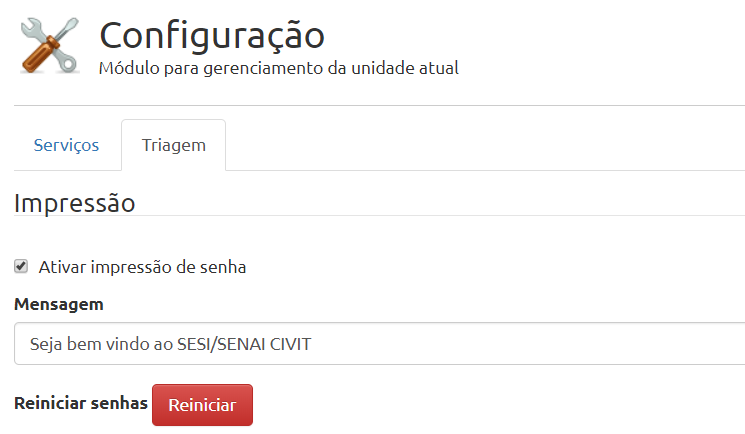 Configuração
Módulo para gerenciamento da unidade atual
Serviços Triagem
Impressão
Ativar impressão de senha
Mensagem
Seja bem vindo ao SESI/SENAI CIVIT
Reiniciar senhas Reiniciar